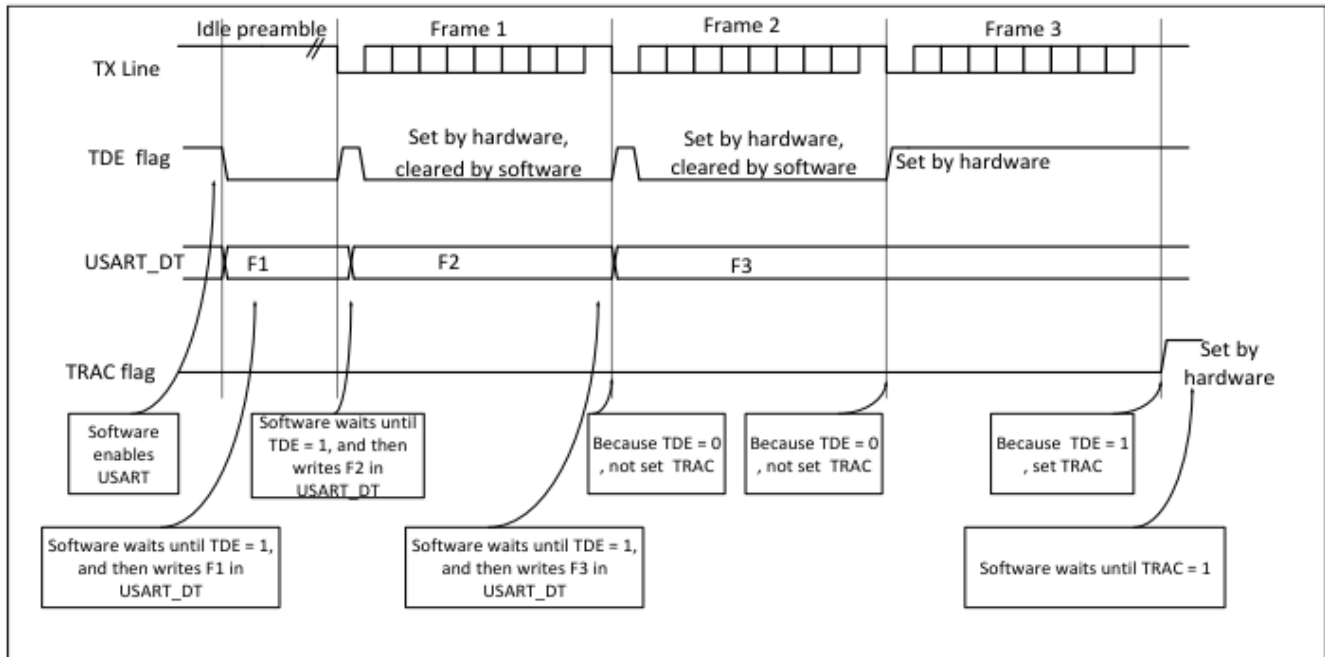 Idle preamble
Frame 1
Frame 2
Frame 3
TX Line
TDE flag
Set by hardware,
cleared by software
Set by hardware,
cleared by software
Set by hardware
USART_DT
F1
F2
F3
TRAC flag
Set by
hardware
Software
enables
USART
Software waits until
TDE = 1, and then
writes F2 in
USART_DT
Because TDE = 0
, not set TRAC
Because TDE = 0
, not set TRAC
Because TDE = 1
, set TRAC
Software waits until TDE = 1,
and then writes F1 in
USART_DT
Software waits until TDE = 1,
and then writes F3 in
USART_DT
Software waits until TRAC = 1